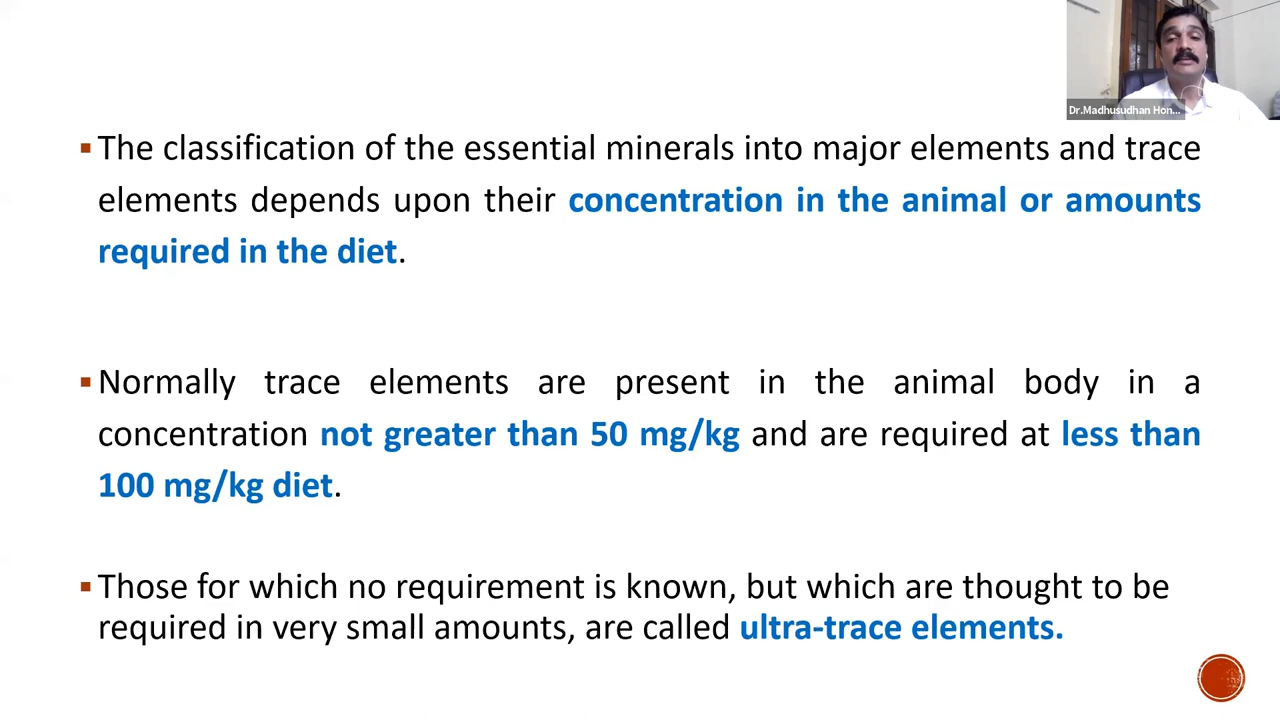 Dr.Madhusudhan Hon...
▪The classification of the essential minerals into major elements and trace
elements depends upon their concentration in the animal or amounts
required in the diet.
▪Normally trace elements are present in the animal body in a
concentration not greater than 50 mg/kg and are required at less than
100 mg/kg diet.
▪Those for which no requirement is known, but which are thought to be
required in very small amounts, are called ultra-trace elements.